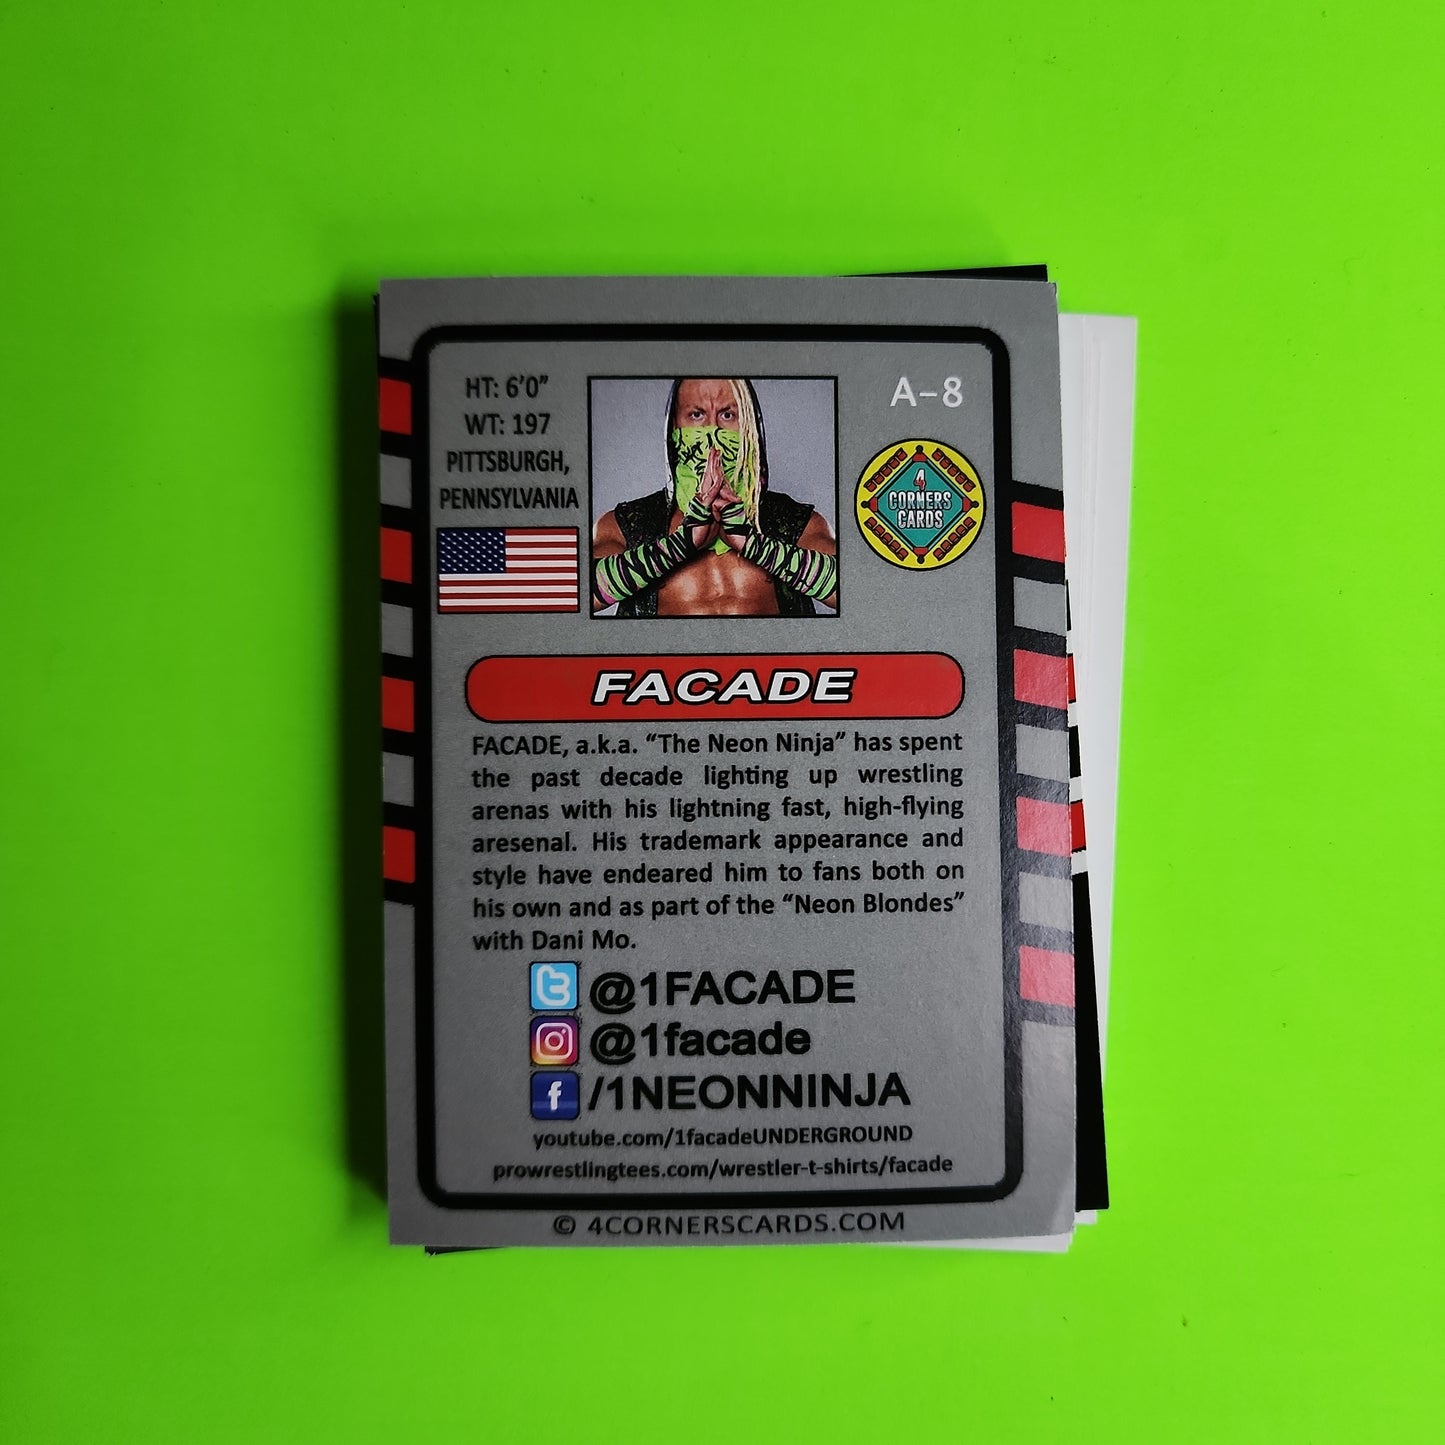 HT: 6'0"
WT: 197
PITTSBURGH,
PENNSYLVANIA
A-8
4
CORNERS
CARDS
FACADE
FACADE, a.k.a. “The Neon Ninja” has spent
the past decade lighting up wrestling
arenas with his lightning fast, high-flying
aresenal. His trademark appearance and
style have endeared him to fans both on
his own and as part of the “Neon Blondes”
with Dani Mo.
@1FACADE
@1facade
f /1NEONNINJA
youtube.com/1facadeUNDERGROUND
prowrestlingtees.com/wrestler-t-shirts/facade
© 4CORNERSCARDS.COM